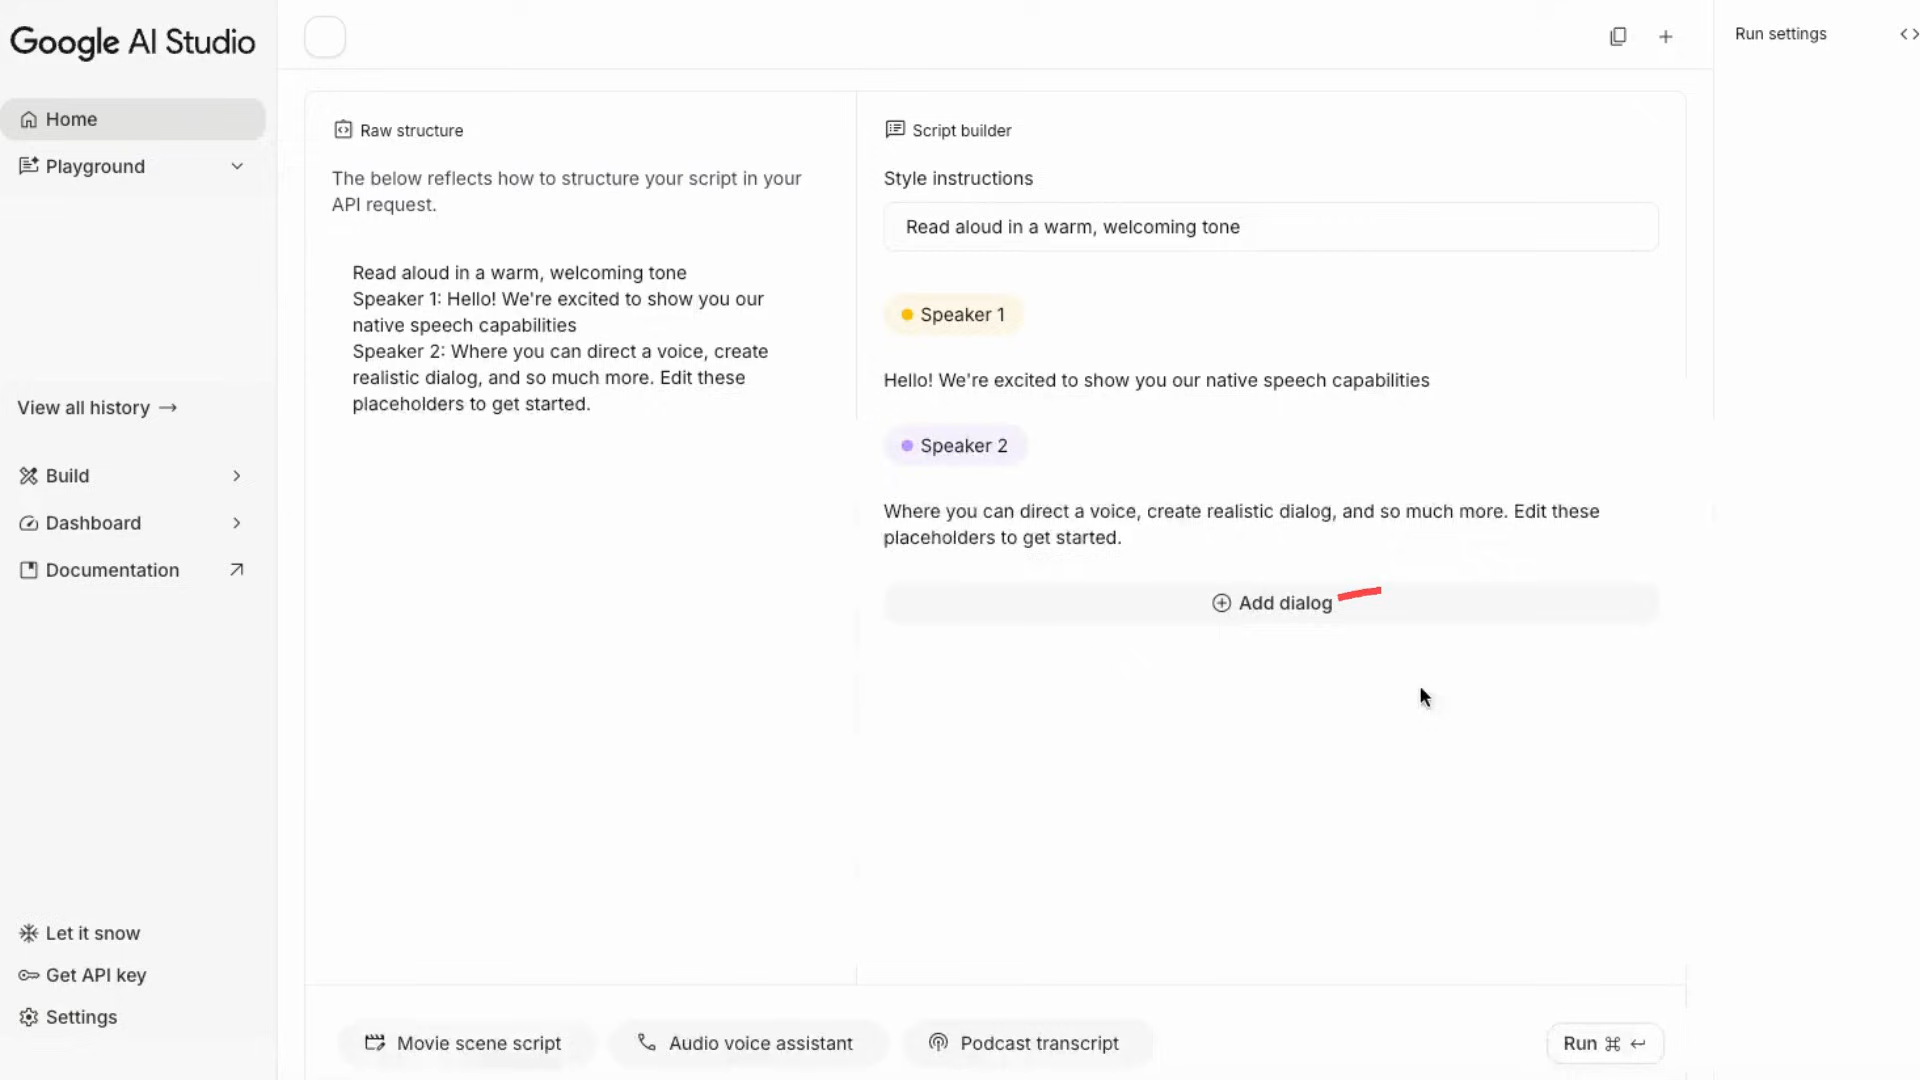 Google AI Studio
Run settings
Home
Playground
Raw structure
Script builder
The below reflects how to structure your script in your
API request.
Style instructions
Read aloud in a warm, welcoming tone
Read aloud in a warm, welcoming tone
Speaker 1: Hello! We're excited to show you our
native speech capabilities
Speaker 2: Where you can direct a voice, create
realistic dialog, and so much more. Edit these
placeholders to get started.
Speaker 1
Hello! We're excited to show you our native speech capabilities
Speaker 2
Where you can direct a voice, create realistic dialog, and so much more. Edit these
placeholders to get started.
Add dialog
View all history →
Build
Dashboard
Documentation
Let it snow
Get API key
Settings
Movie scene script
Audio voice assistant
Podcast transcript
Run ⌘ ↩